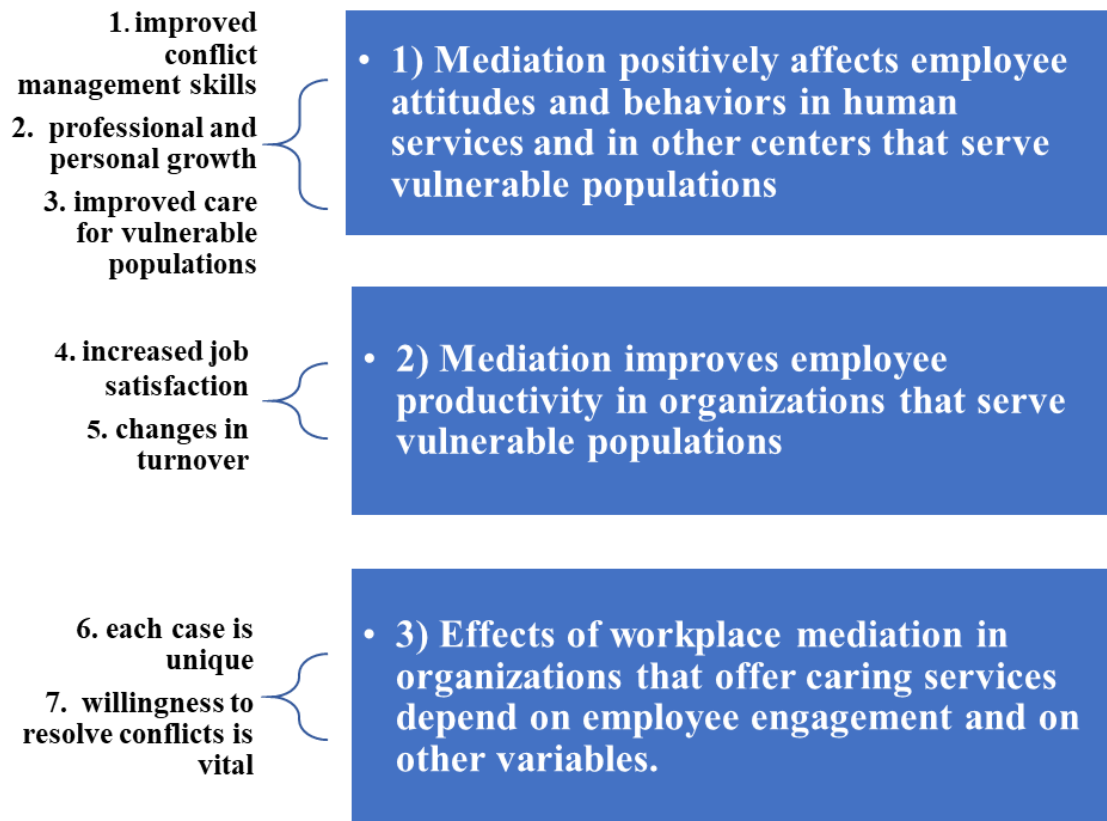 1. improved
conflict
management skills
2. professional and
personal growth
3. improved care
for vulnerable
populations
• 1) Mediation positively affects employee
attitudes and behaviors in human
services and in other centers that serve
vulnerable populations
4. increased job
satisfaction
5. changes in
turnover
• 2) Mediation improves employee
productivity in organizations that serve
vulnerable populations
6. each case is
unique
7. willingness to
resolve conflicts is
vital
• 3) Effects of workplace mediation in
organizations that offer caring services
depend on employee engagement and on
other variables.